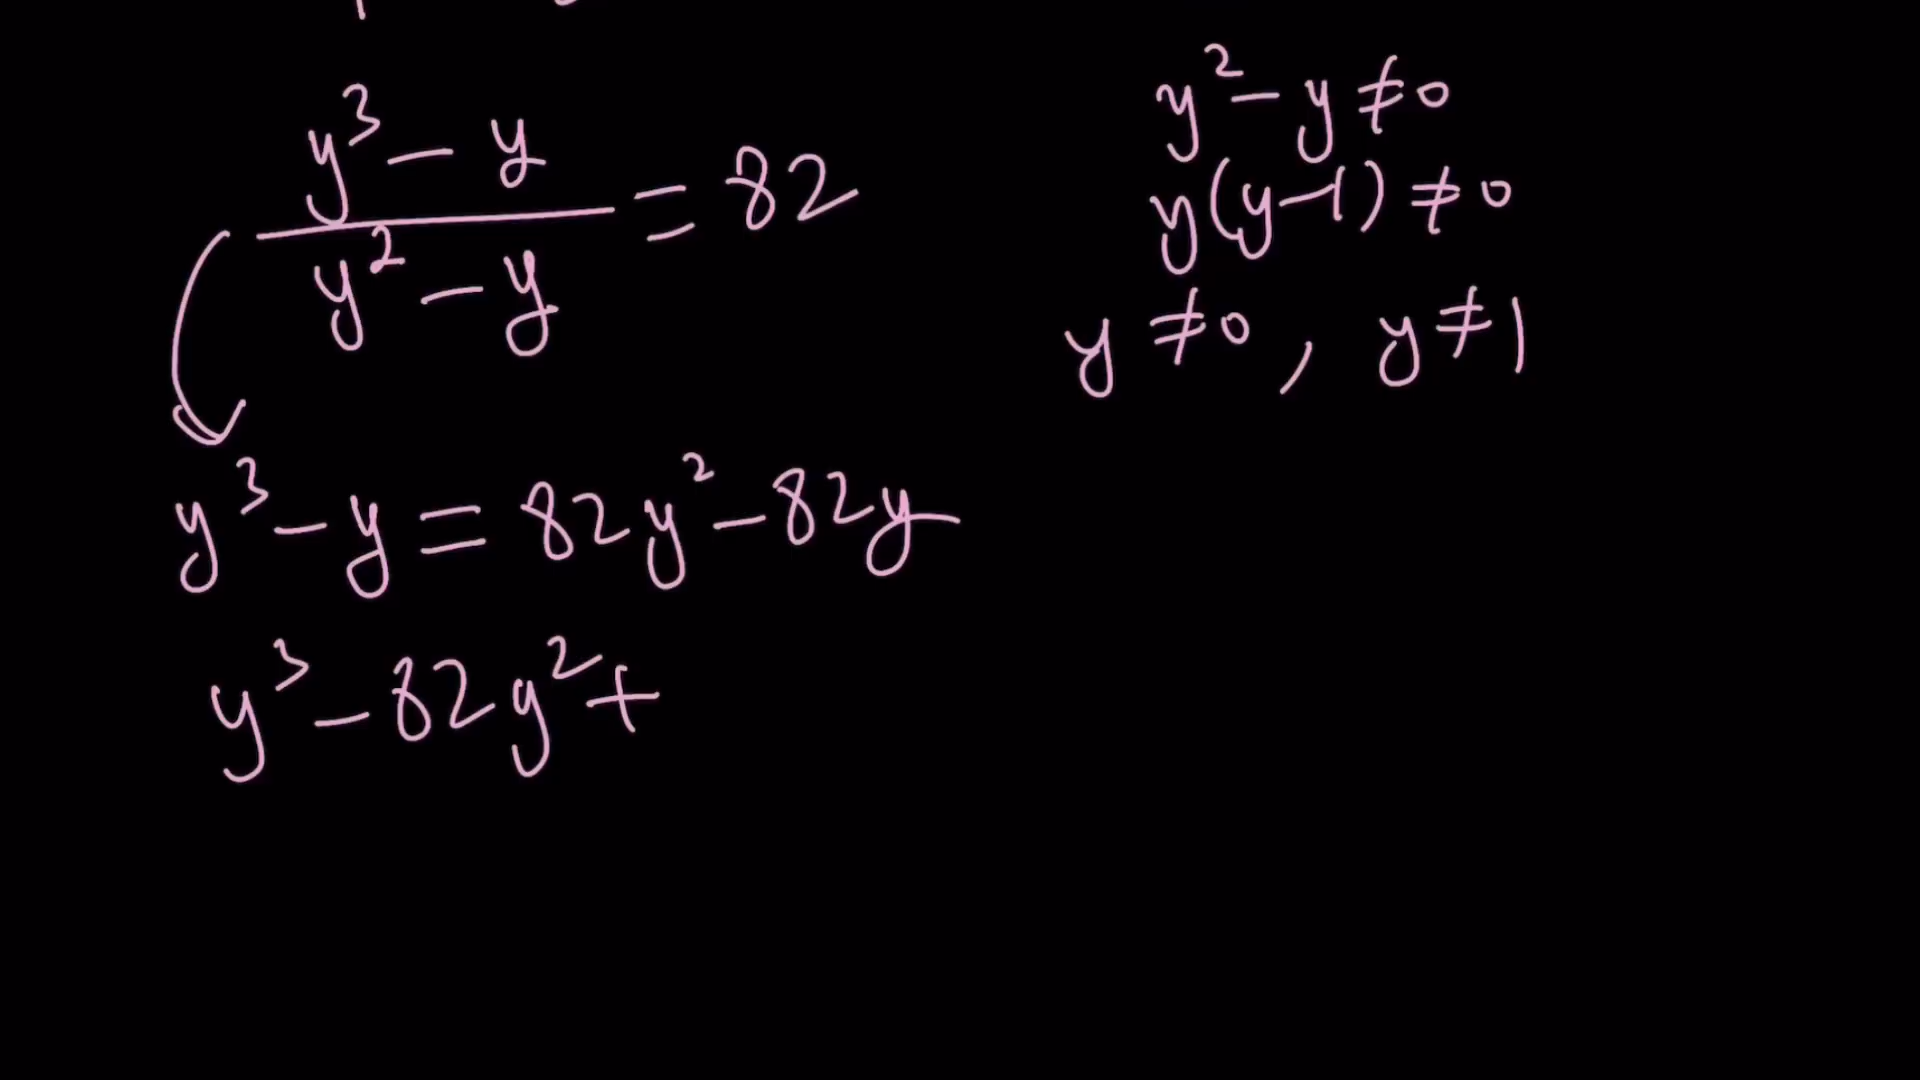 y³ - y / y² - y = 82
y² - y ≠ 0
y(y-1) ≠ 0
y ≠ 0, y ≠ 1
y³ - y = 82y² - 82y
y³ - 82y² +